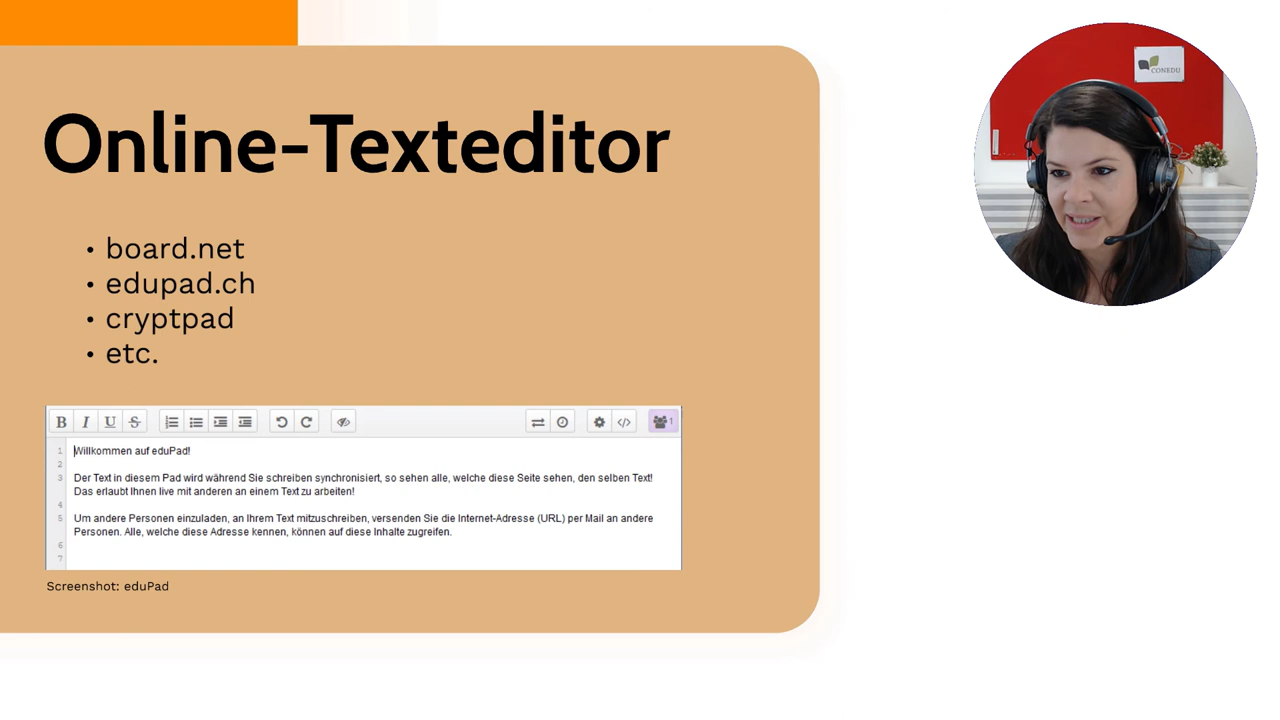 Online-Texteditor
• board.net
• edupad.ch
• cryptpad
• etc.
B I U S
1
1 Willkommen auf eduPad!
2
3 Der Text in diesem Pad wird während Sie schreiben synchronisiert, so sehen alle, welche diese Seite sehen, den selben Text!
Das erlaubt Ihnen live mit anderen an einem Text zu arbeiten!
4
5 Um andere Personen einzuladen, an Ihrem Text mitzuschreiben, versenden Sie die Internet-Adresse (URL) per Mail an andere
Personen. Alle, welche diese Adresse kennen, können auf diese Inhalte zugreifen.
6
7
Screenshot: eduPad
CONEDU